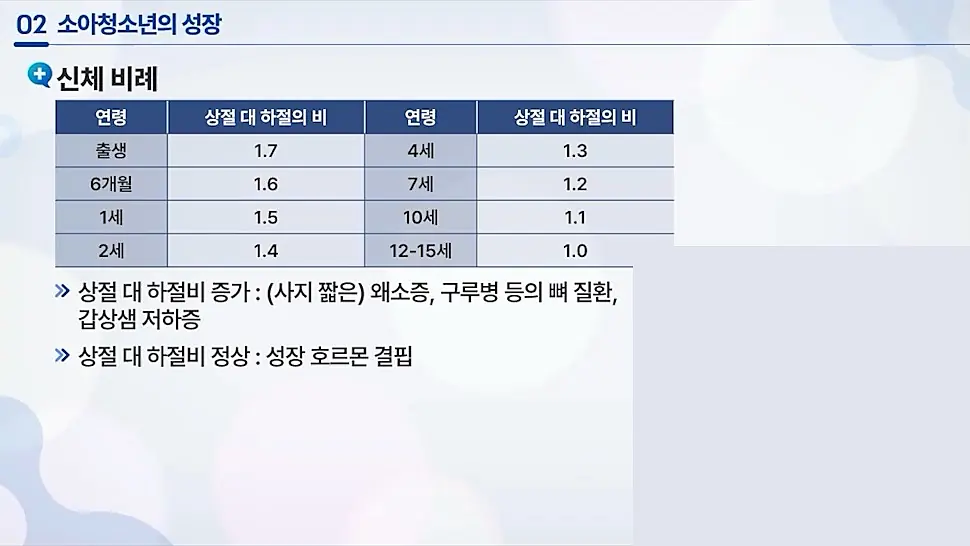 02 소아청소년의 성장
신체 비례
연령 상절 대 하절의 비 연령 상절 대 하절의 비
출생 1.7 4세 1.3
6개월 1.6 7세 1.2
1세 1.5 10세 1.1
2세 1.4 12-15세 1.0
» 상절 대 하절비 증가 : (사지 짧은) 왜소증, 구루병 등의 뼈 질환,
갑상샘 저하증
» 상절 대 하절비 정상 : 성장 호르몬 결핍